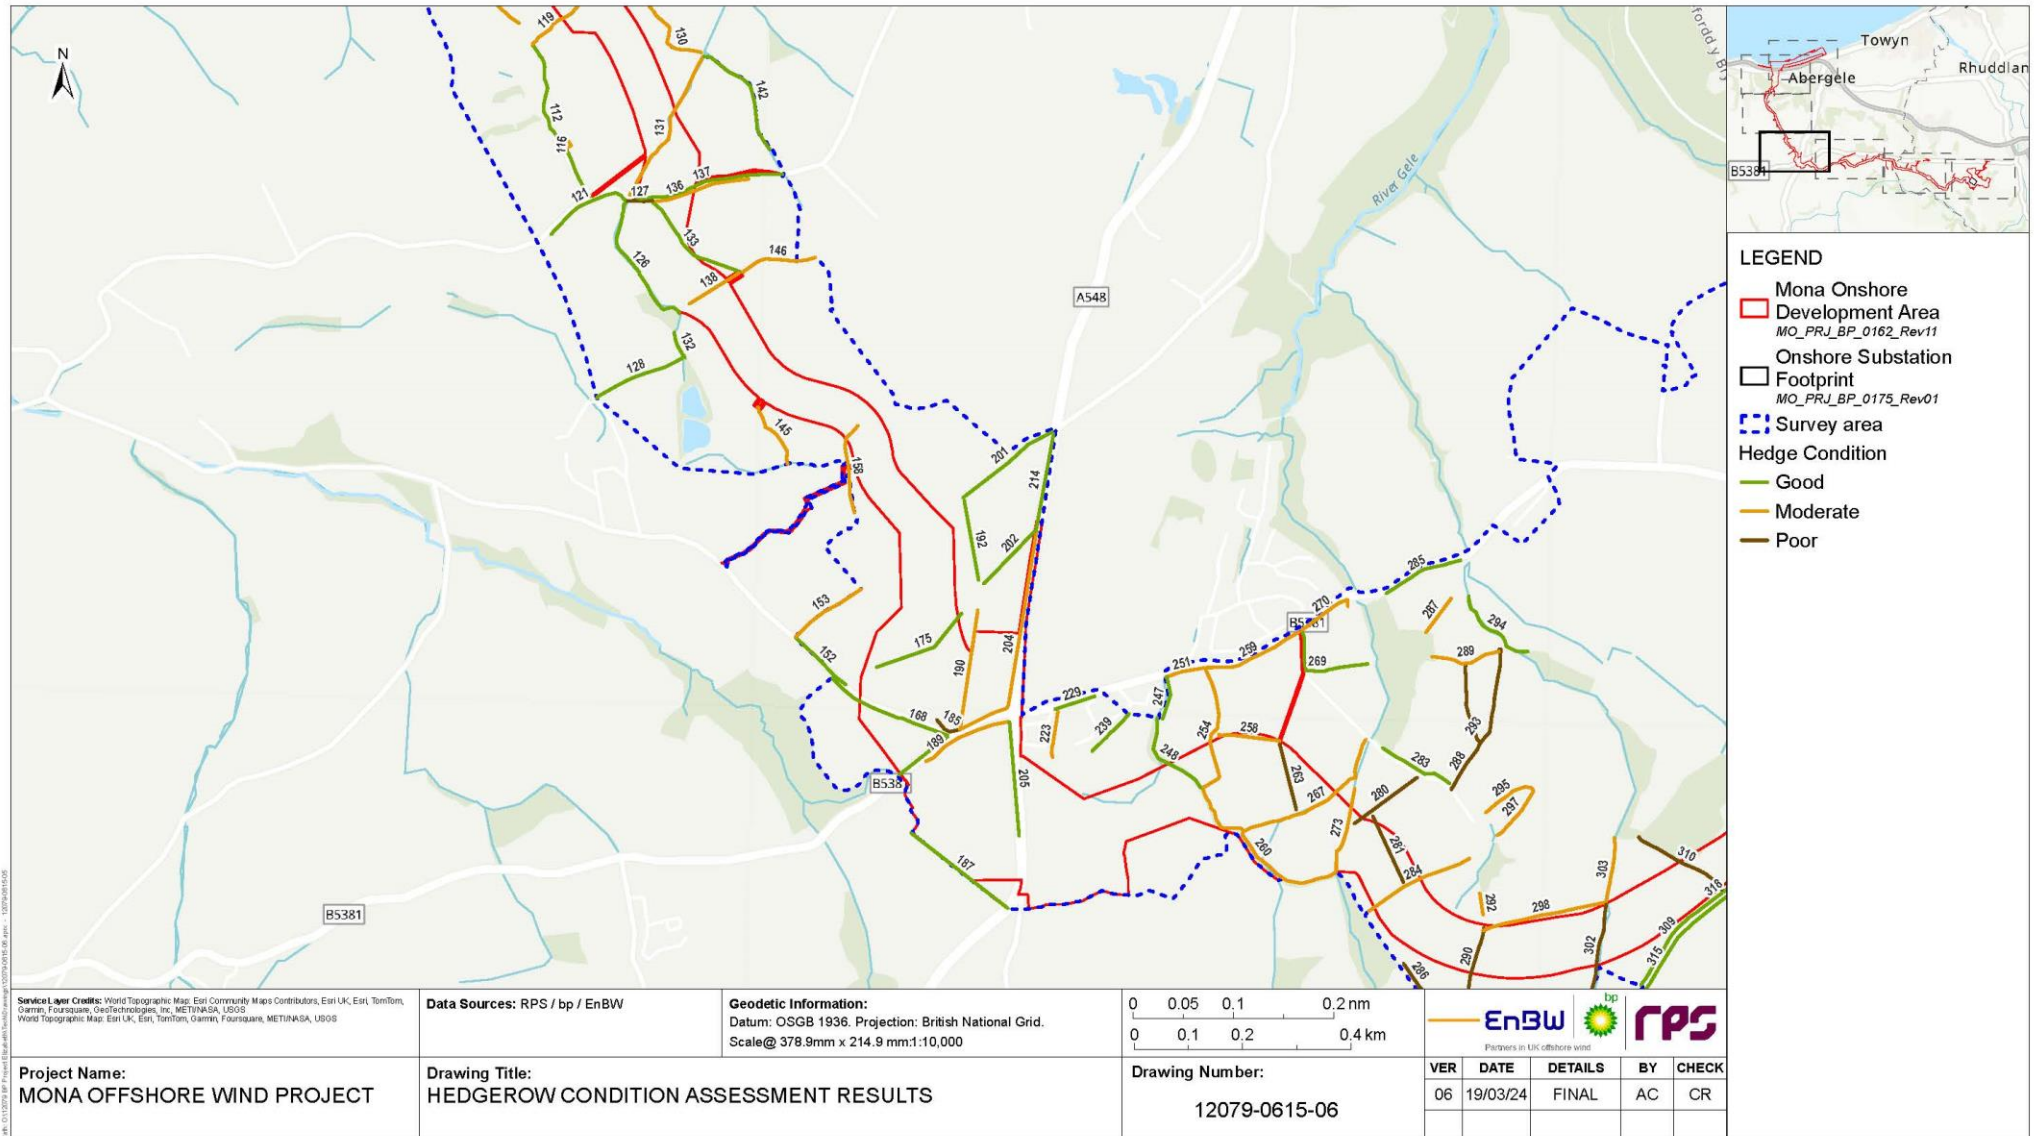 119
130
112
116
142
131
N
121
127
136
137
133
126
138
146
132
128
145
158
A548
River Gele
201
214
192
202
153
152
175
190
204
168
185
189
B538
205
187
B5381
229
223
239
247
248
251
259
270
269
254
258
263
267
260
273
285
287
294
289
293
288
283
280
281
284
295
297
292
298
303
310
318
309
315
302
290
286
Towyn
Rhuddlan
Abergele
B5381
LEGEND
Mona Onshore
Development Area
MO_PRJ_BP_0162_Rev11
Onshore Substation
Footprint
MO_PRJ_BP_0175_Rev01
Survey area
Hedge Condition
Good
Moderate
Poor
Service Layer Credits: World Topographic Map: Esri Community Maps Contributors, Esri UK, Esri, TomTom,
Garmin, Foursquare, GeoTechnologies, Inc, METI/NASA, USGS
World Topographic Map: Esri UK, Esri, TomTom, Garmin, Foursquare, METI/NASA, USGS
Data Sources: RPS / bp / EnBW
Geodetic Information:
Datum: OSGB 1936. Projection: British National Grid.
Scale@ 378.9mm x 214.9 mm:1:10,000
0 0.05 0.1 0.2 nm
0 0.1 0.2 0.4 km
EnBW bp rps
Partners in UK offshore wind
Project Name:
MONA OFFSHORE WIND PROJECT
Drawing Title:
HEDGEROW CONDITION ASSESSMENT RESULTS
Drawing Number:
12079-0615-06
VER DATE DETAILS BY CHECK
06 19/03/24 FINAL AC CR